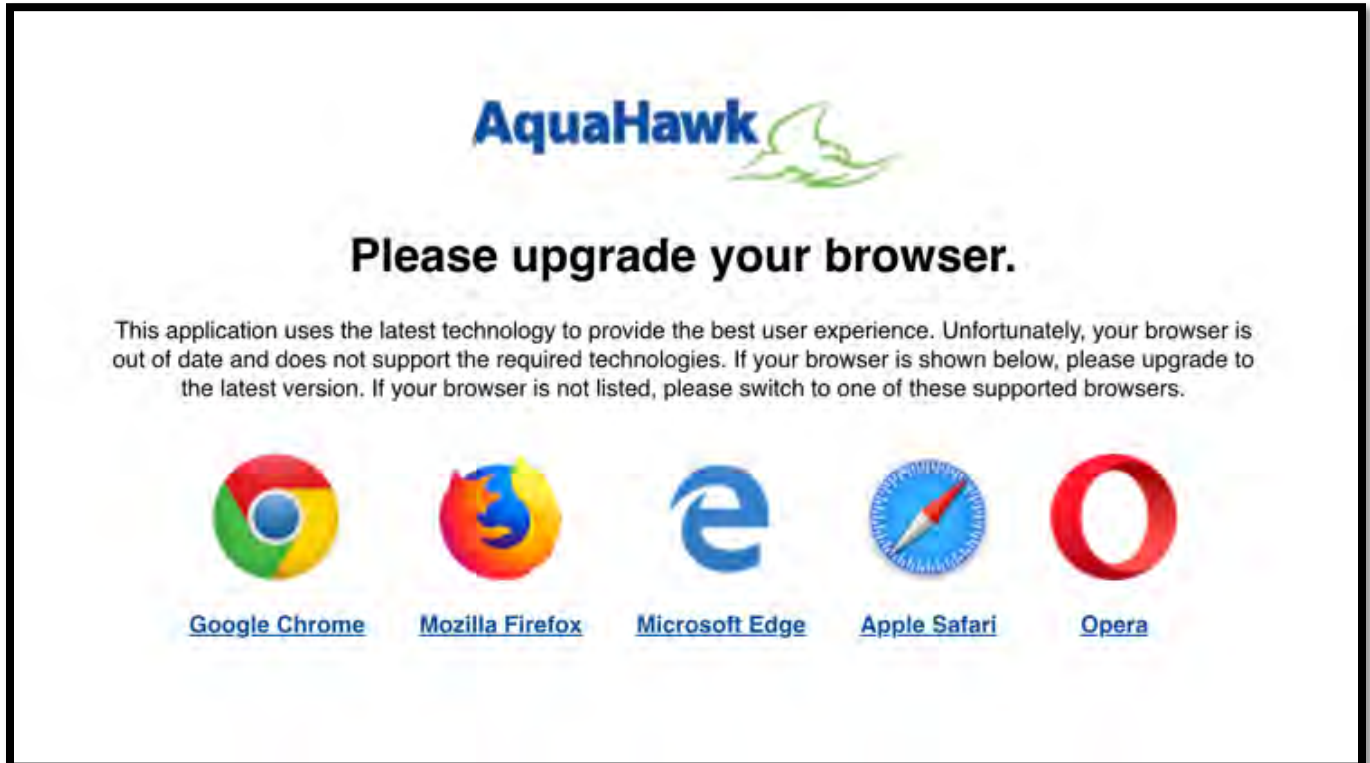 AquaHawk
Please upgrade your browser.
This application uses the latest technology to provide the best user experience. Unfortunately, your browser is
out of date and does not support the required technologies. If your browser is shown below, please upgrade to
the latest version. If your browser is not listed, please switch to one of these supported browsers.
Google Chrome Mozilla Firefox Microsoft Edge Apple Safari Opera